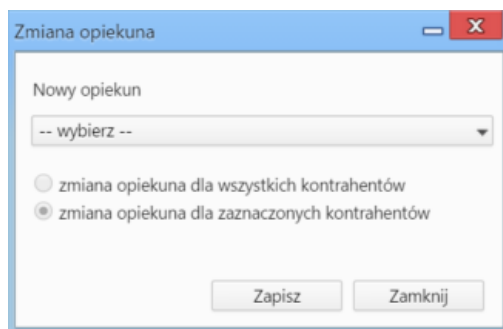 Zmiana opiekuna
Nowy opiekun
-- wybierz --
zmiana opiekuna dla wszystkich kontrahentów
zmiana opiekuna dla zaznaczonych kontrahentów
Zapisz Zamknij